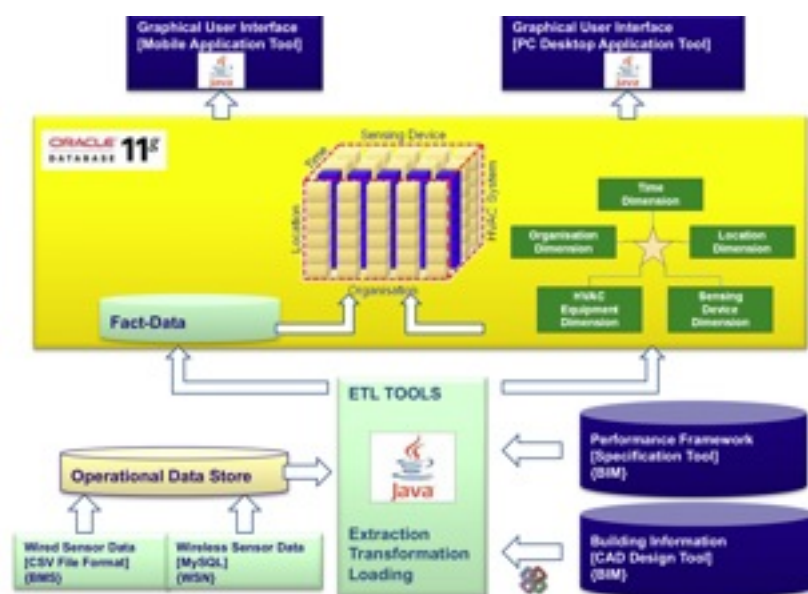 Graphical User Interface
[Mobile Application Tool]
Java
Graphical User Interface
[PC Desktop Application Tool]
Java
ORACLE
DATABASE 11g
Sensing Device
Time
Location
HVAC System
Organisation
Time
Dimension
Organisation
Dimension
Location
Dimension
HVAC
Equipment
Dimension
Sensing
Device
Dimension
Fact-Data
ETL TOOLS
Java
Extraction
Transformation
Loading
Operational Data Store
Wired Sensor Data
[CSV File Format]
{BMS}
Wireless Sensor Data
[MySQL]
{WSN}
Performance Framework
[Specification Tool]
{BIM}
Building Information
[CAD Design Tool]
{BIM}